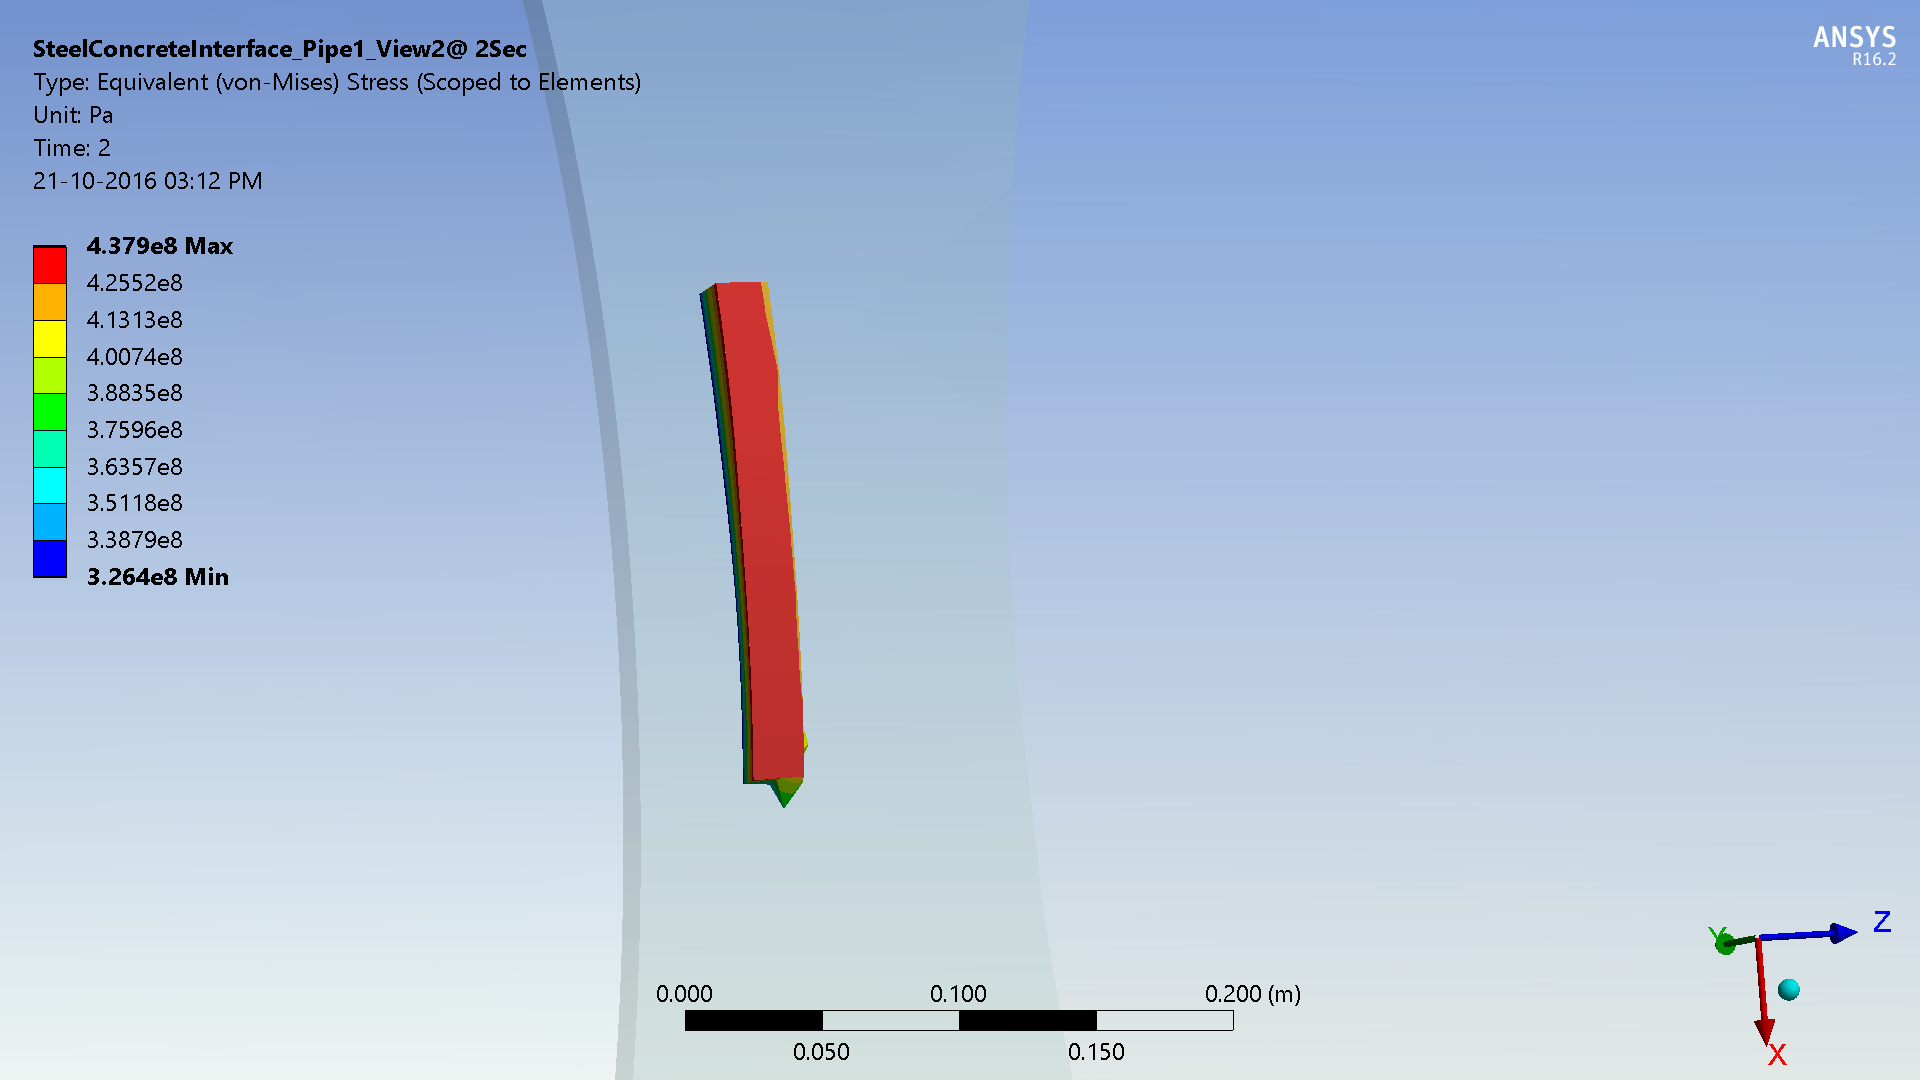 SteelConcreteInterface_Pipe1_View2@ 2Sec
Type: Equivalent (von-Mises) Stress (Scoped to Elements)
Unit: Pa
Time: 2
21-10-2016 03:12 PM
ANSYS
R16.2
4.379e8 Max
4.2552e8
4.1313e8
4.0074e8
3.8835e8
3.7596e8
3.6357e8
3.5118e8
3.3879e8
3.264e8 Min
0.000 0.100 0.200 (m)
0.050 0.150
Y
Z
X